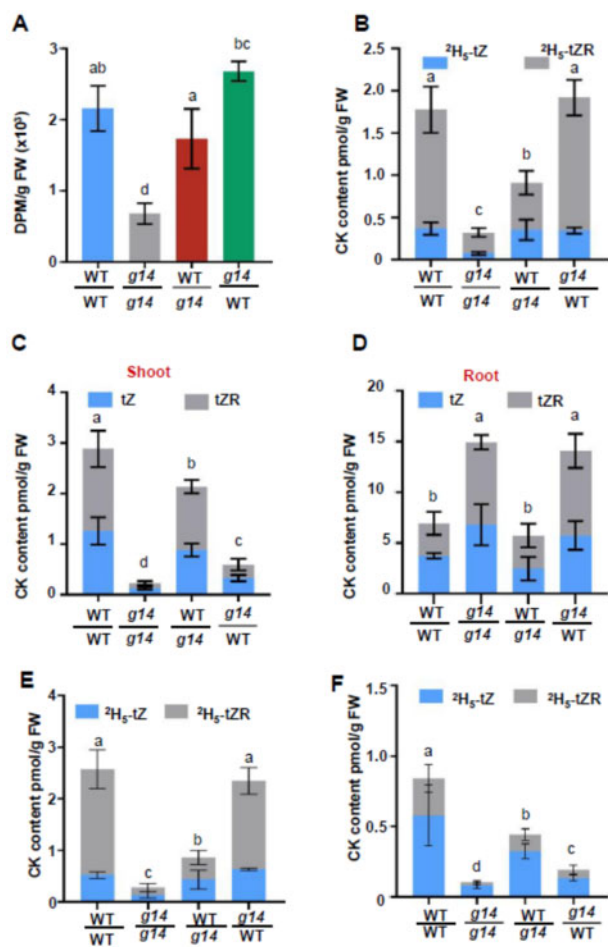 A
DPM/g FW (x10³)
3
2
1
0
ab
d
a
bc
WT
WT
g14
g14
WT
g14
g14
WT
B
²H₅-tZ
²H₅-tZR
CK content pmol/g FW
2.5
2.0
1.5
1.0
0.5
0
a
c
b
a
WT
WT
g14
g14
WT
g14
g14
WT
C
Shoot
tZ
tZR
CK content pmol/g FW
4
3
2
1
0
a
d
b
c
WT
WT
g14
g14
WT
g14
g14
WT
D
Root
tZ
tZR
CK content pmol/g FW
20
15
10
5
0
b
a
b
a
WT
WT
g14
g14
WT
g14
g14
WT
E
²H₅-tZ
²H₅-tZR
CK content pmol/g FW
4
3
2
1
0
a
c
b
a
WT
WT
g14
g14
WT
g14
g14
WT
F
²H₅-tZ
²H₅-tZR
CK content pmol/g FW
1.5
1.0
0.5
0
a
d
b
c
WT
WT
g14
g14
WT
g14
g14
WT